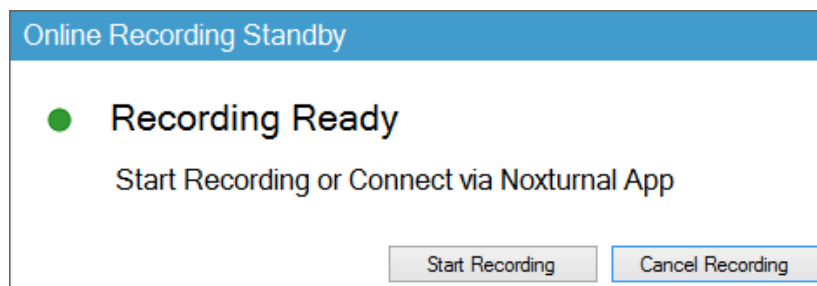 Online Recording Standby
Recording Ready
Start Recording or Connect via Noxturnal App
Start Recording Cancel Recording